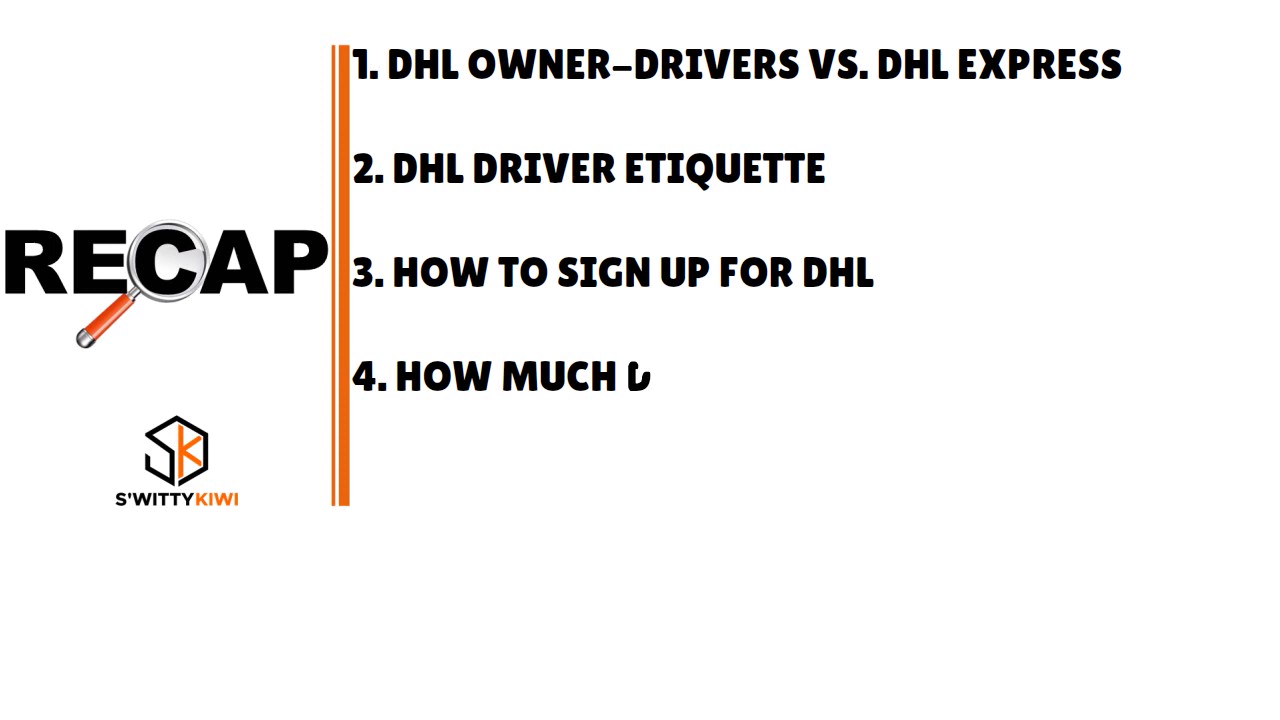 1. DHL OWNER-DRIVERS VS. DHL EXPRESS
2. DHL DRIVER ETIQUETTE
RECAP
3. HOW TO SIGN UP FOR DHL
4. HOW MUCH
S'WITTYKIWI